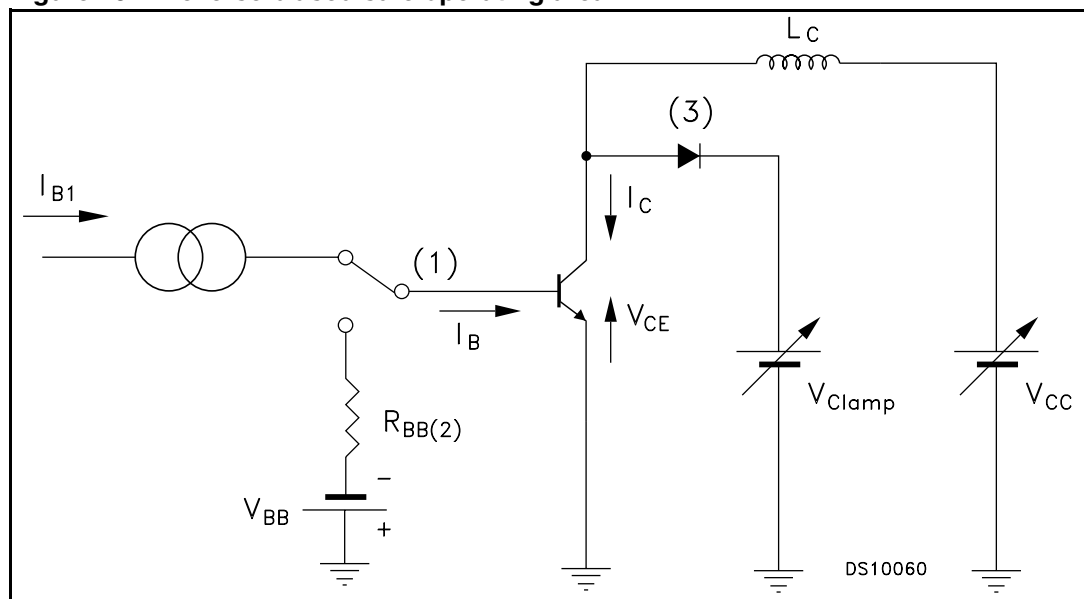 L_C
(3)
I_B1
I_C
(1)
V_CE
I_B
V_Clamp
V_CC
R_BB(2)
−
V_BB
+
DS10060